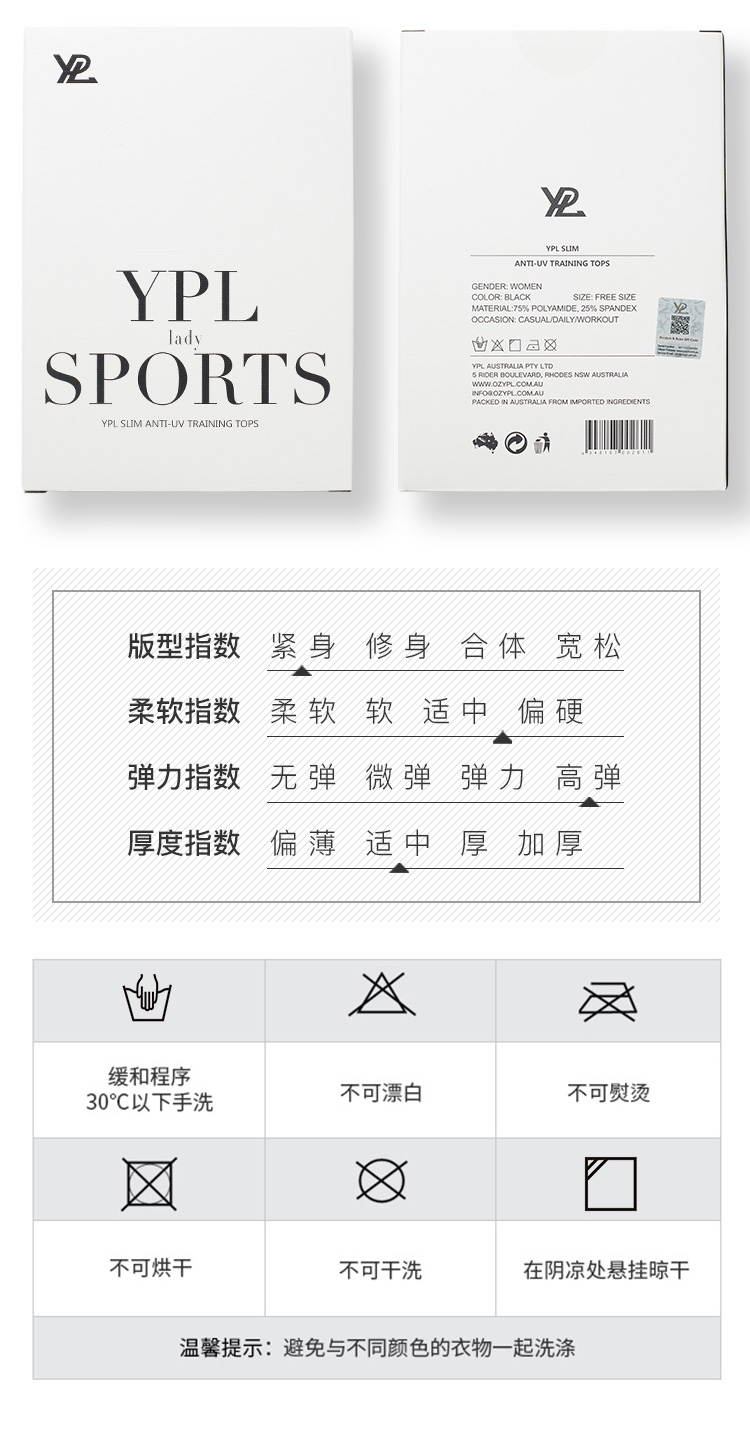 YPL
YPL
lady
SPORTS
YPL SLIM ANTI-UV TRAINING TOPS
YPL
YPL SLIM
ANTI-UV TRAINING TOPS
GENDER: WOMEN
COLOR: BLACK SIZE: FREE SIZE
MATERIAL:75% POLYAMIDE, 25% SPANDEX
OCCASION: CASUAL/DAILY/WORKOUT
YPL
YPL AUSTRALIA PTY LTD
5 RIDER BOULEVARD, RHODES NSW AUSTRALIA
WWW.OZYPL.COM.AU
INFO@OZYPL.COM.AU
PACKED IN AUSTRALIA FROM IMPORTED INGREDIENTS
版型指数 紧身 修身 合体 宽松
柔软指数 柔软 软 适中 偏硬
弹力指数 无弹 微弹 弹力 高弹
厚度指数 偏薄 适中 厚 加厚
缓和程序
30℃以下手洗
不可漂白
不可熨烫
不可烘干
不可干洗
在阴凉处悬挂晾干
温馨提示：避免与不同颜色的衣物一起洗涤